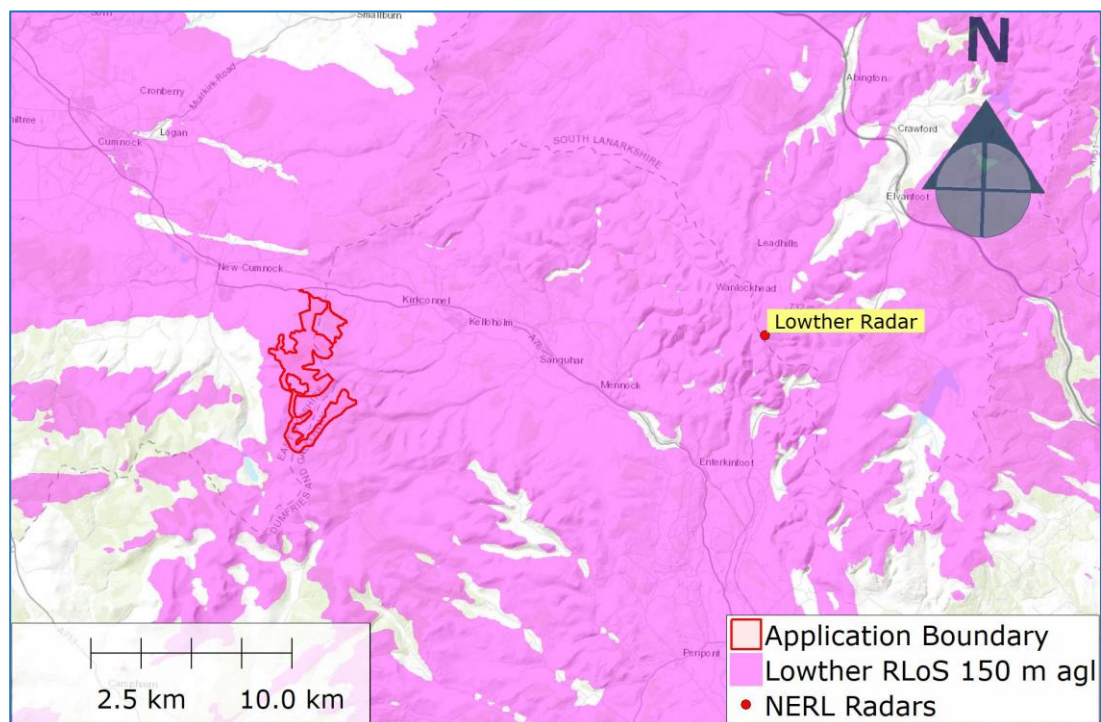 Smallburn
N
Abington
Cronberry
Muirkirk Road
Logan
Cumnock
Crawford
SOUTH LANARKSHIRE
Elvanfoot
Leadhills
New Cumnock
Wanlockhead
Kirkconnel
Kelloholm
Lowther Radar
A76
Sanquhar
Mennock
Enterkinfoot
DUMFRIES AND
Penpont
Application Boundary
Lowther RLoS 150 m agl
2.5 km 10.0 km
NERL Radars